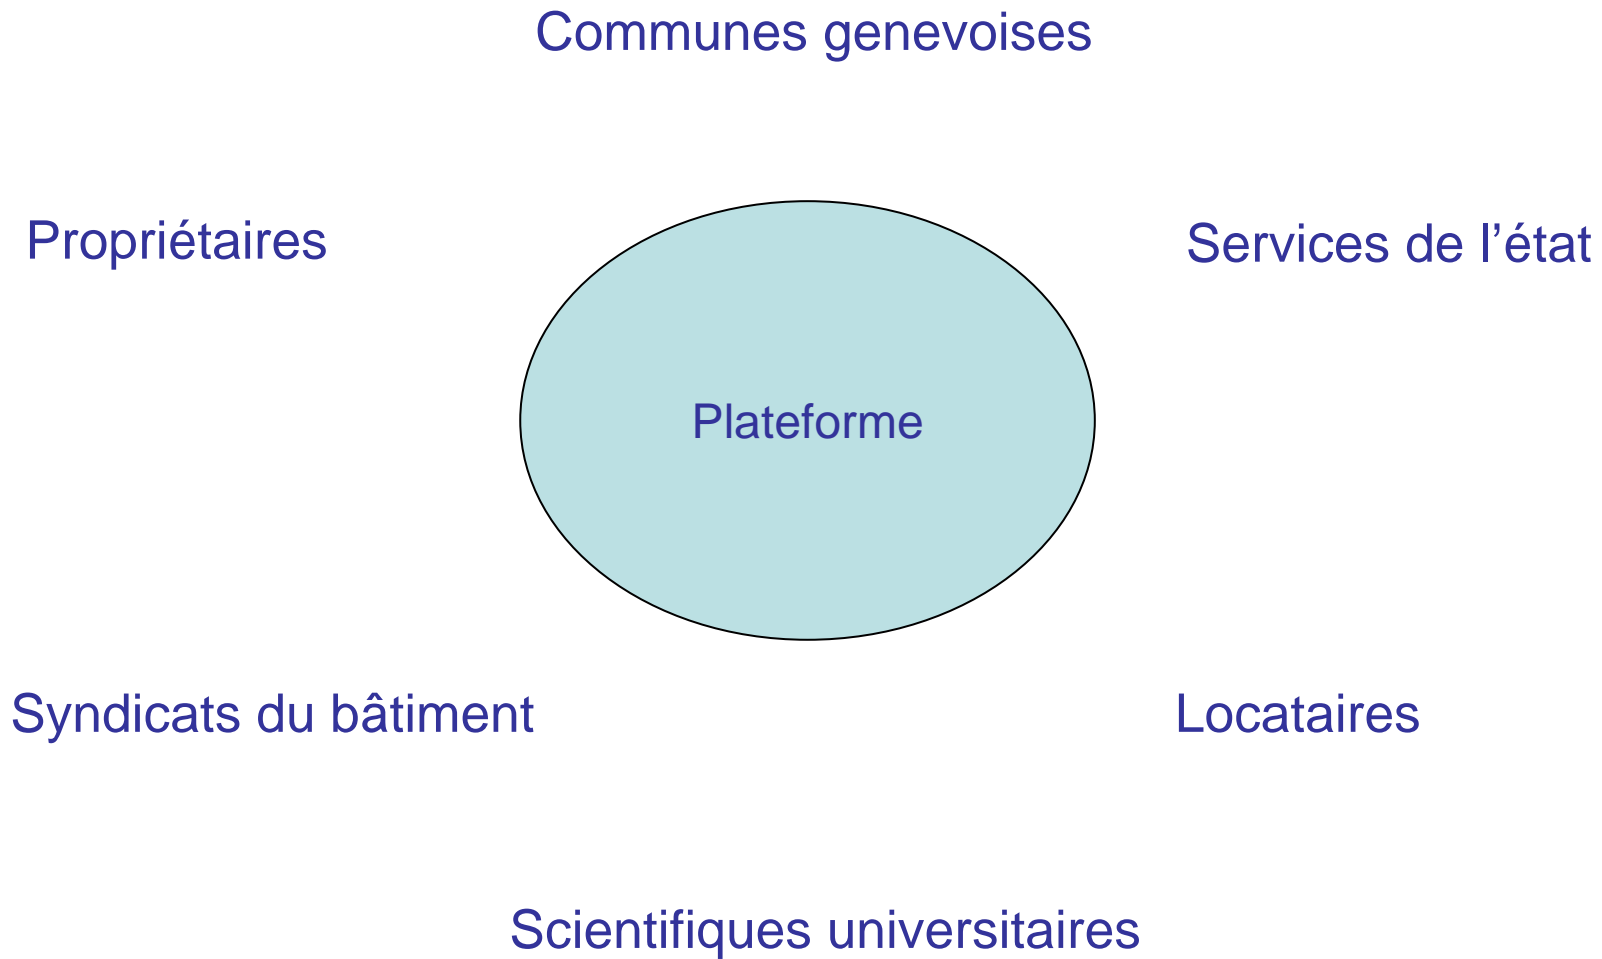 Communes genevoises
Propriétaires
Services de l’état
Plateforme
Syndicats du bâtiment
Locataires
Scientifiques universitaires